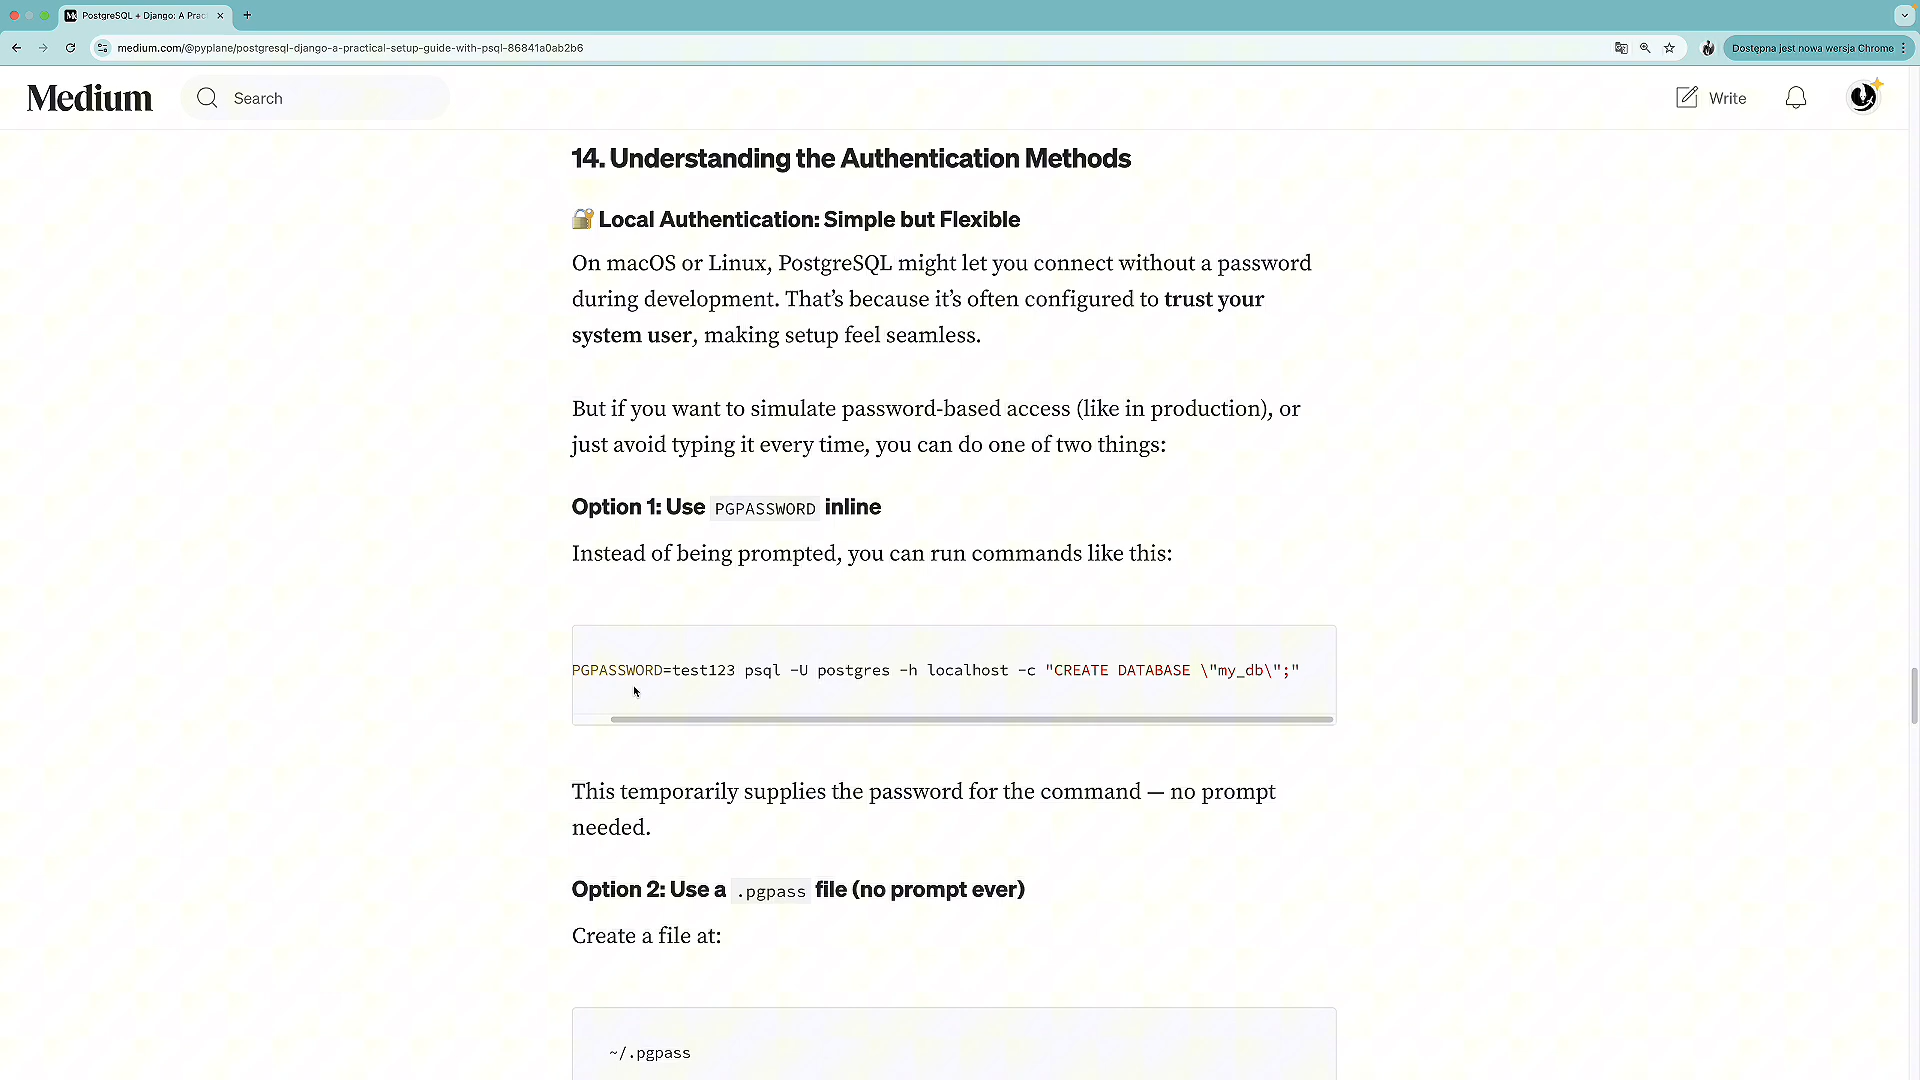 PostgreSQL + Django: A Prac
medium.com/@pyplane/postgresql-django-a-practical-setup-guide-with-psql-86841a0ab2b6
Dostępna jest nowa wersja Chrome
Medium
Search
Write
14. Understanding the Authentication Methods
🔐 Local Authentication: Simple but Flexible
On macOS or Linux, PostgreSQL might let you connect without a password
during development. That’s because it’s often configured to trust your
system user, making setup feel seamless.
But if you want to simulate password-based access (like in production), or
just avoid typing it every time, you can do one of two things:
Option 1: Use PGPASSWORD inline
Instead of being prompted, you can run commands like this:
PGPASSWORD=test123 psql -U postgres -h localhost -c "CREATE DATABASE \"my_db\";"
This temporarily supplies the password for the command — no prompt
needed.
Option 2: Use a .pgpass file (no prompt ever)
Create a file at:
~/.pgpass